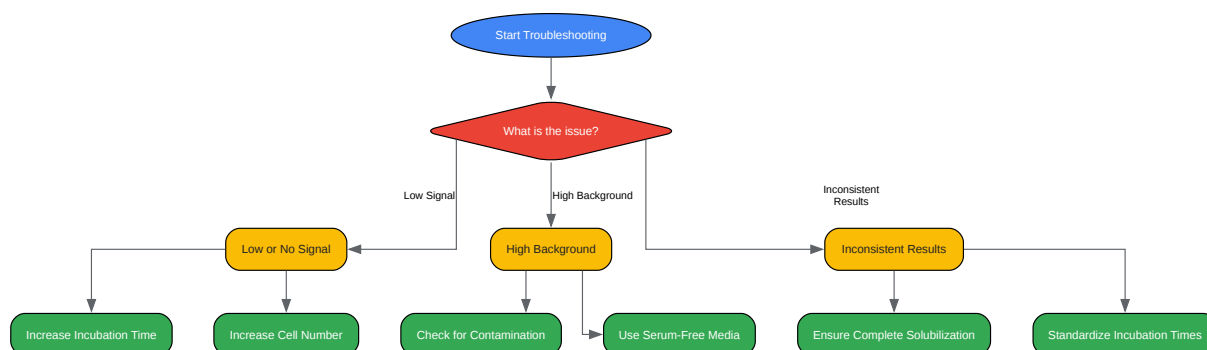 Start Troubleshooting
What is the issue?
Low Signal
High Background
Inconsistent
Results
Low or No Signal
High Background
Inconsistent Results
Increase Incubation Time
Increase Cell Number
Check for Contamination
Use Serum-Free Media
Ensure Complete Solubilization
Standardize Incubation Times